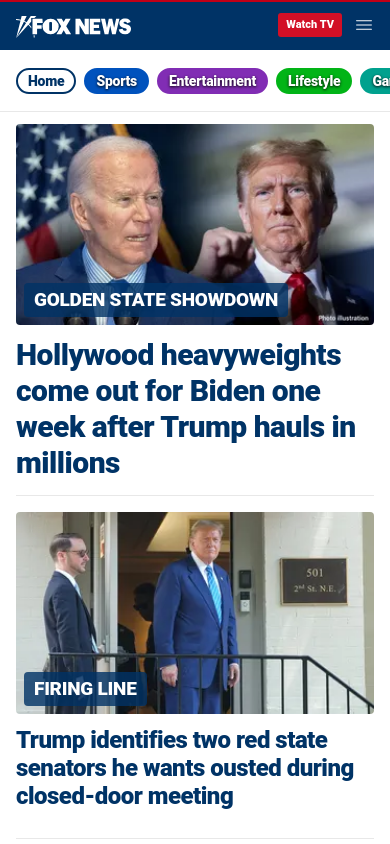 FOX NEWS
Watch TV
Home
Sports
Entertainment
Lifestyle
Ga
GOLDEN STATE SHOWDOWN
Photo illustration
Hollywood heavyweights
come out for Biden one
week after Trump hauls in
millions
501
2nd St. N.E.
FIRING LINE
Trump identifies two red state
senators he wants ousted during
closed-door meeting